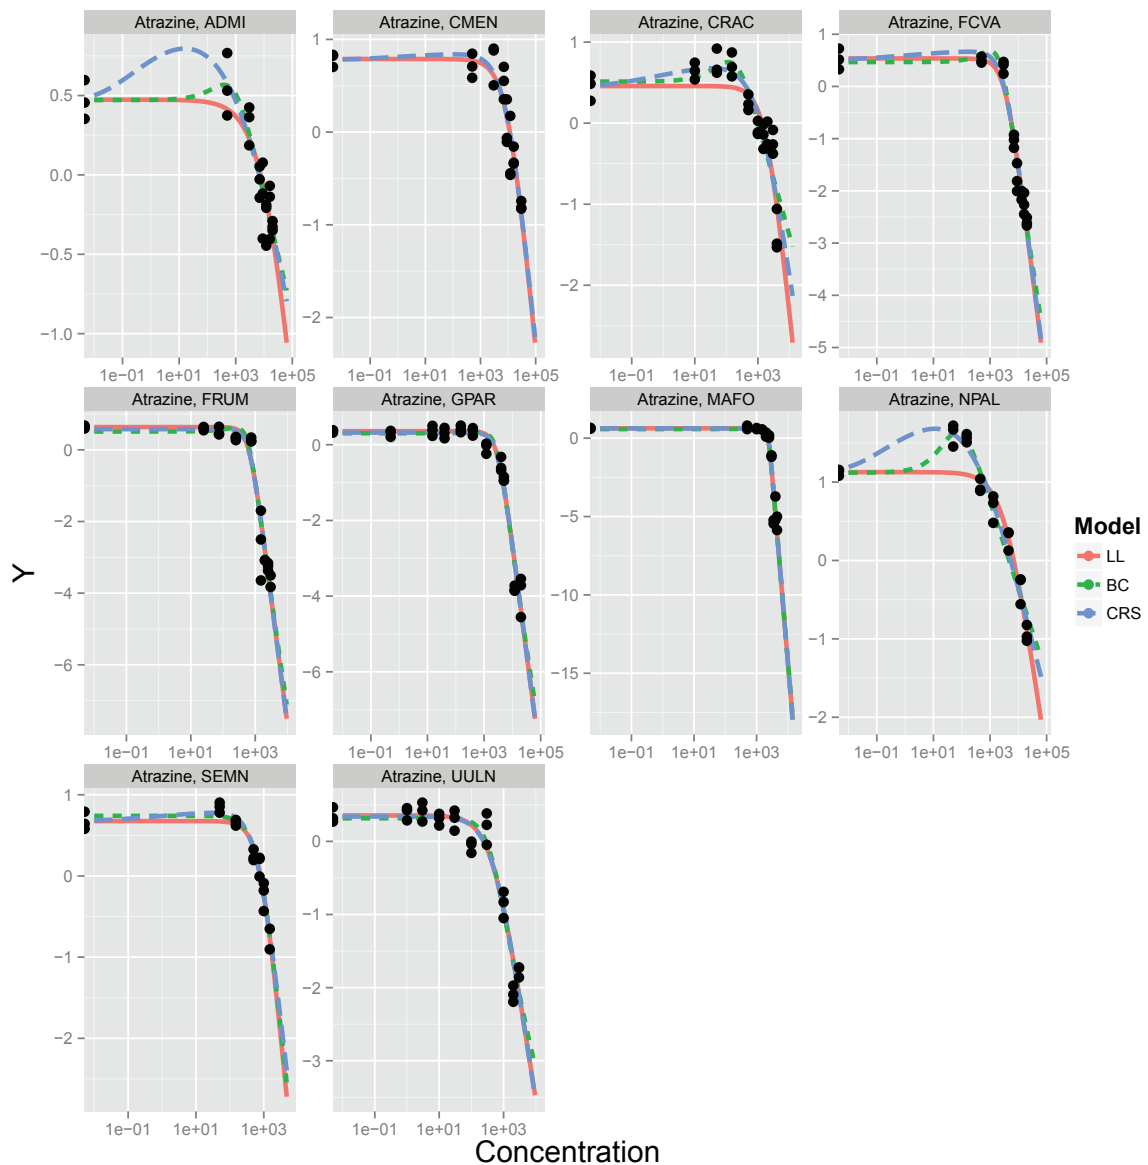 Atrazine, ADMI
Atrazine, CMEN
Atrazine, CRAC
Atrazine, FCVA
0.5
0.0
−0.5
−1.0
1
0
−1
−2
1
0
−1
−2
1
0
−1
−2
−3
−4
−5
1e−01 1e+01 1e+03 1e+05
1e−01 1e+01 1e+03 1e+05
1e−01 1e+01 1e+03
1e−01 1e+01 1e+03 1e+05
Atrazine, FRUM
Atrazine, GPAR
Atrazine, MAFO
Atrazine, NPAL
0
−2
−4
−6
0
−2
−4
−6
0
−5
−10
−15
1
0
−1
−2
1e−01 1e+01 1e+03
1e−01 1e+01 1e+03 1e+05
1e−01 1e+01 1e+03
1e−01 1e+01 1e+03 1e+05
Atrazine, SEMN
Atrazine, UULN
1
0
−1
−2
0
−1
−2
−3
1e−01 1e+01 1e+03
1e−01 1e+01 1e+03
Y
Concentration
Model
LL
BC
CRS